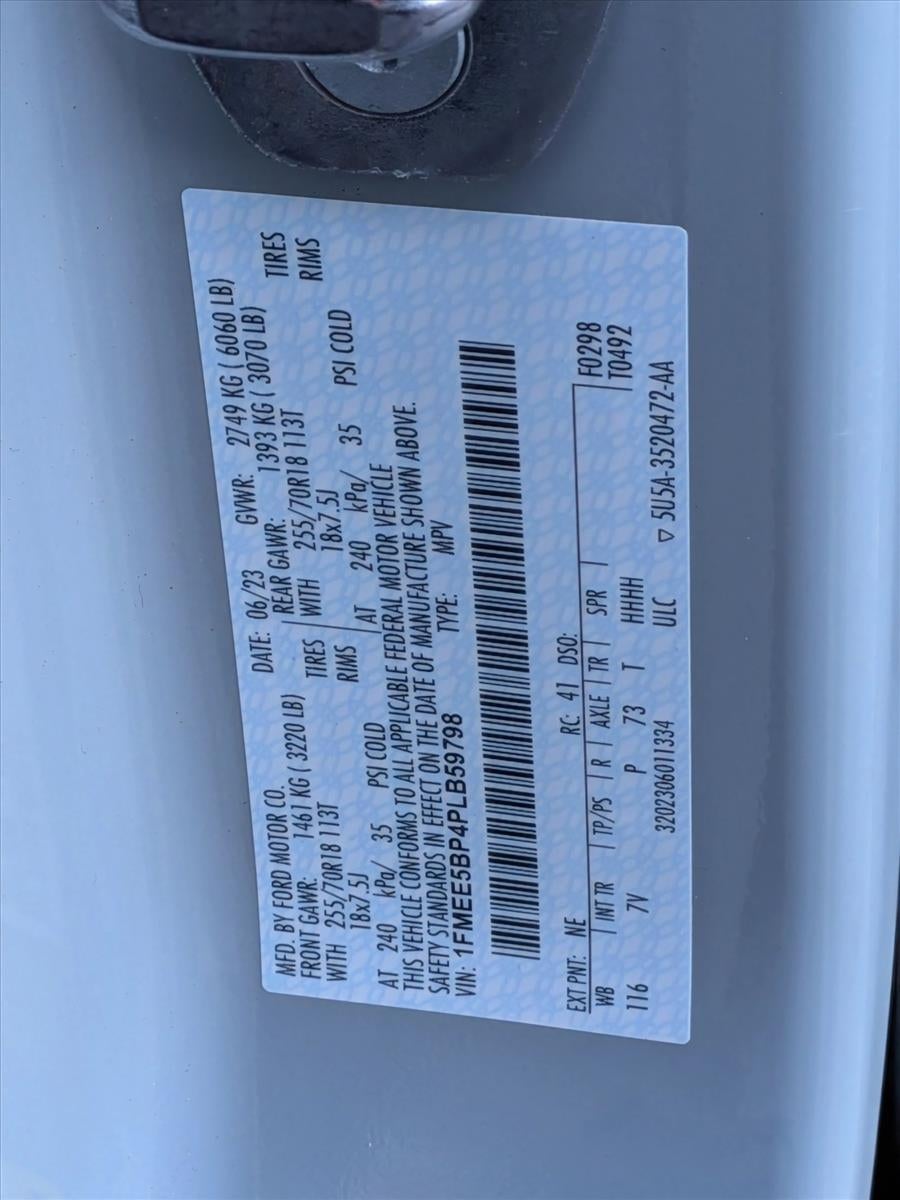 MFD. BY FORD MOTOR CO. DATE: 06/23 GVWR: 2749 KG ( 6060 LB)
FRONT GAWR: 1461 KG ( 3220 LB) REAR GAWR: 1393 KG ( 3070 LB)
WITH 255/70R18 113T TIRES WITH 255/70R18 113T TIRES
18x7.5J RIMS 18x7.5J RIMS
AT 240 kPa/ 35 PSI COLD AT 240 kPa/ 35 PSI COLD
THIS VEHICLE CONFORMS TO ALL APPLICABLE FEDERAL MOTOR VEHICLE
SAFETY STANDARDS IN EFFECT ON THE DATE OF MANUFACTURE SHOWN ABOVE.
VIN: 1FMEE5BP4PLB59798 TYPE: MPV
EXT PNT: NE RC: 41 DSO: F0298
WB INT TR TP/PS R AXLE TR SPR T0492
116 7V P 73 T HHHH
3202306011334 ULC ▽ 5U5A-3520472-AA